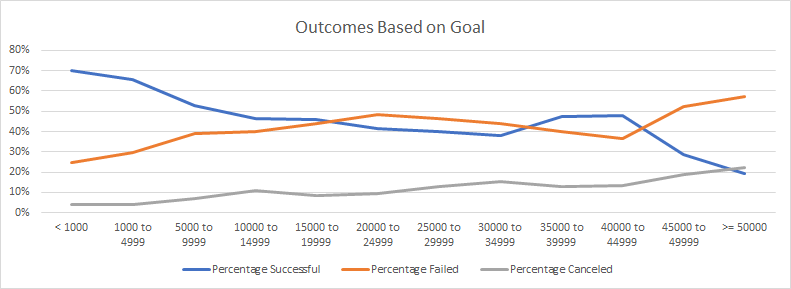 Outcomes Based on Goal
80%
70%
60%
50%
40%
30%
20%
10%
0%
< 1000
1000 to
4999
5000 to
9999
10000 to
14999
15000 to
19999
20000 to
24999
25000 to
29999
30000 to
34999
35000 to
39999
40000 to
44999
45000 to
49999
>= 50000
Percentage Successful
Percentage Failed
Percentage Canceled